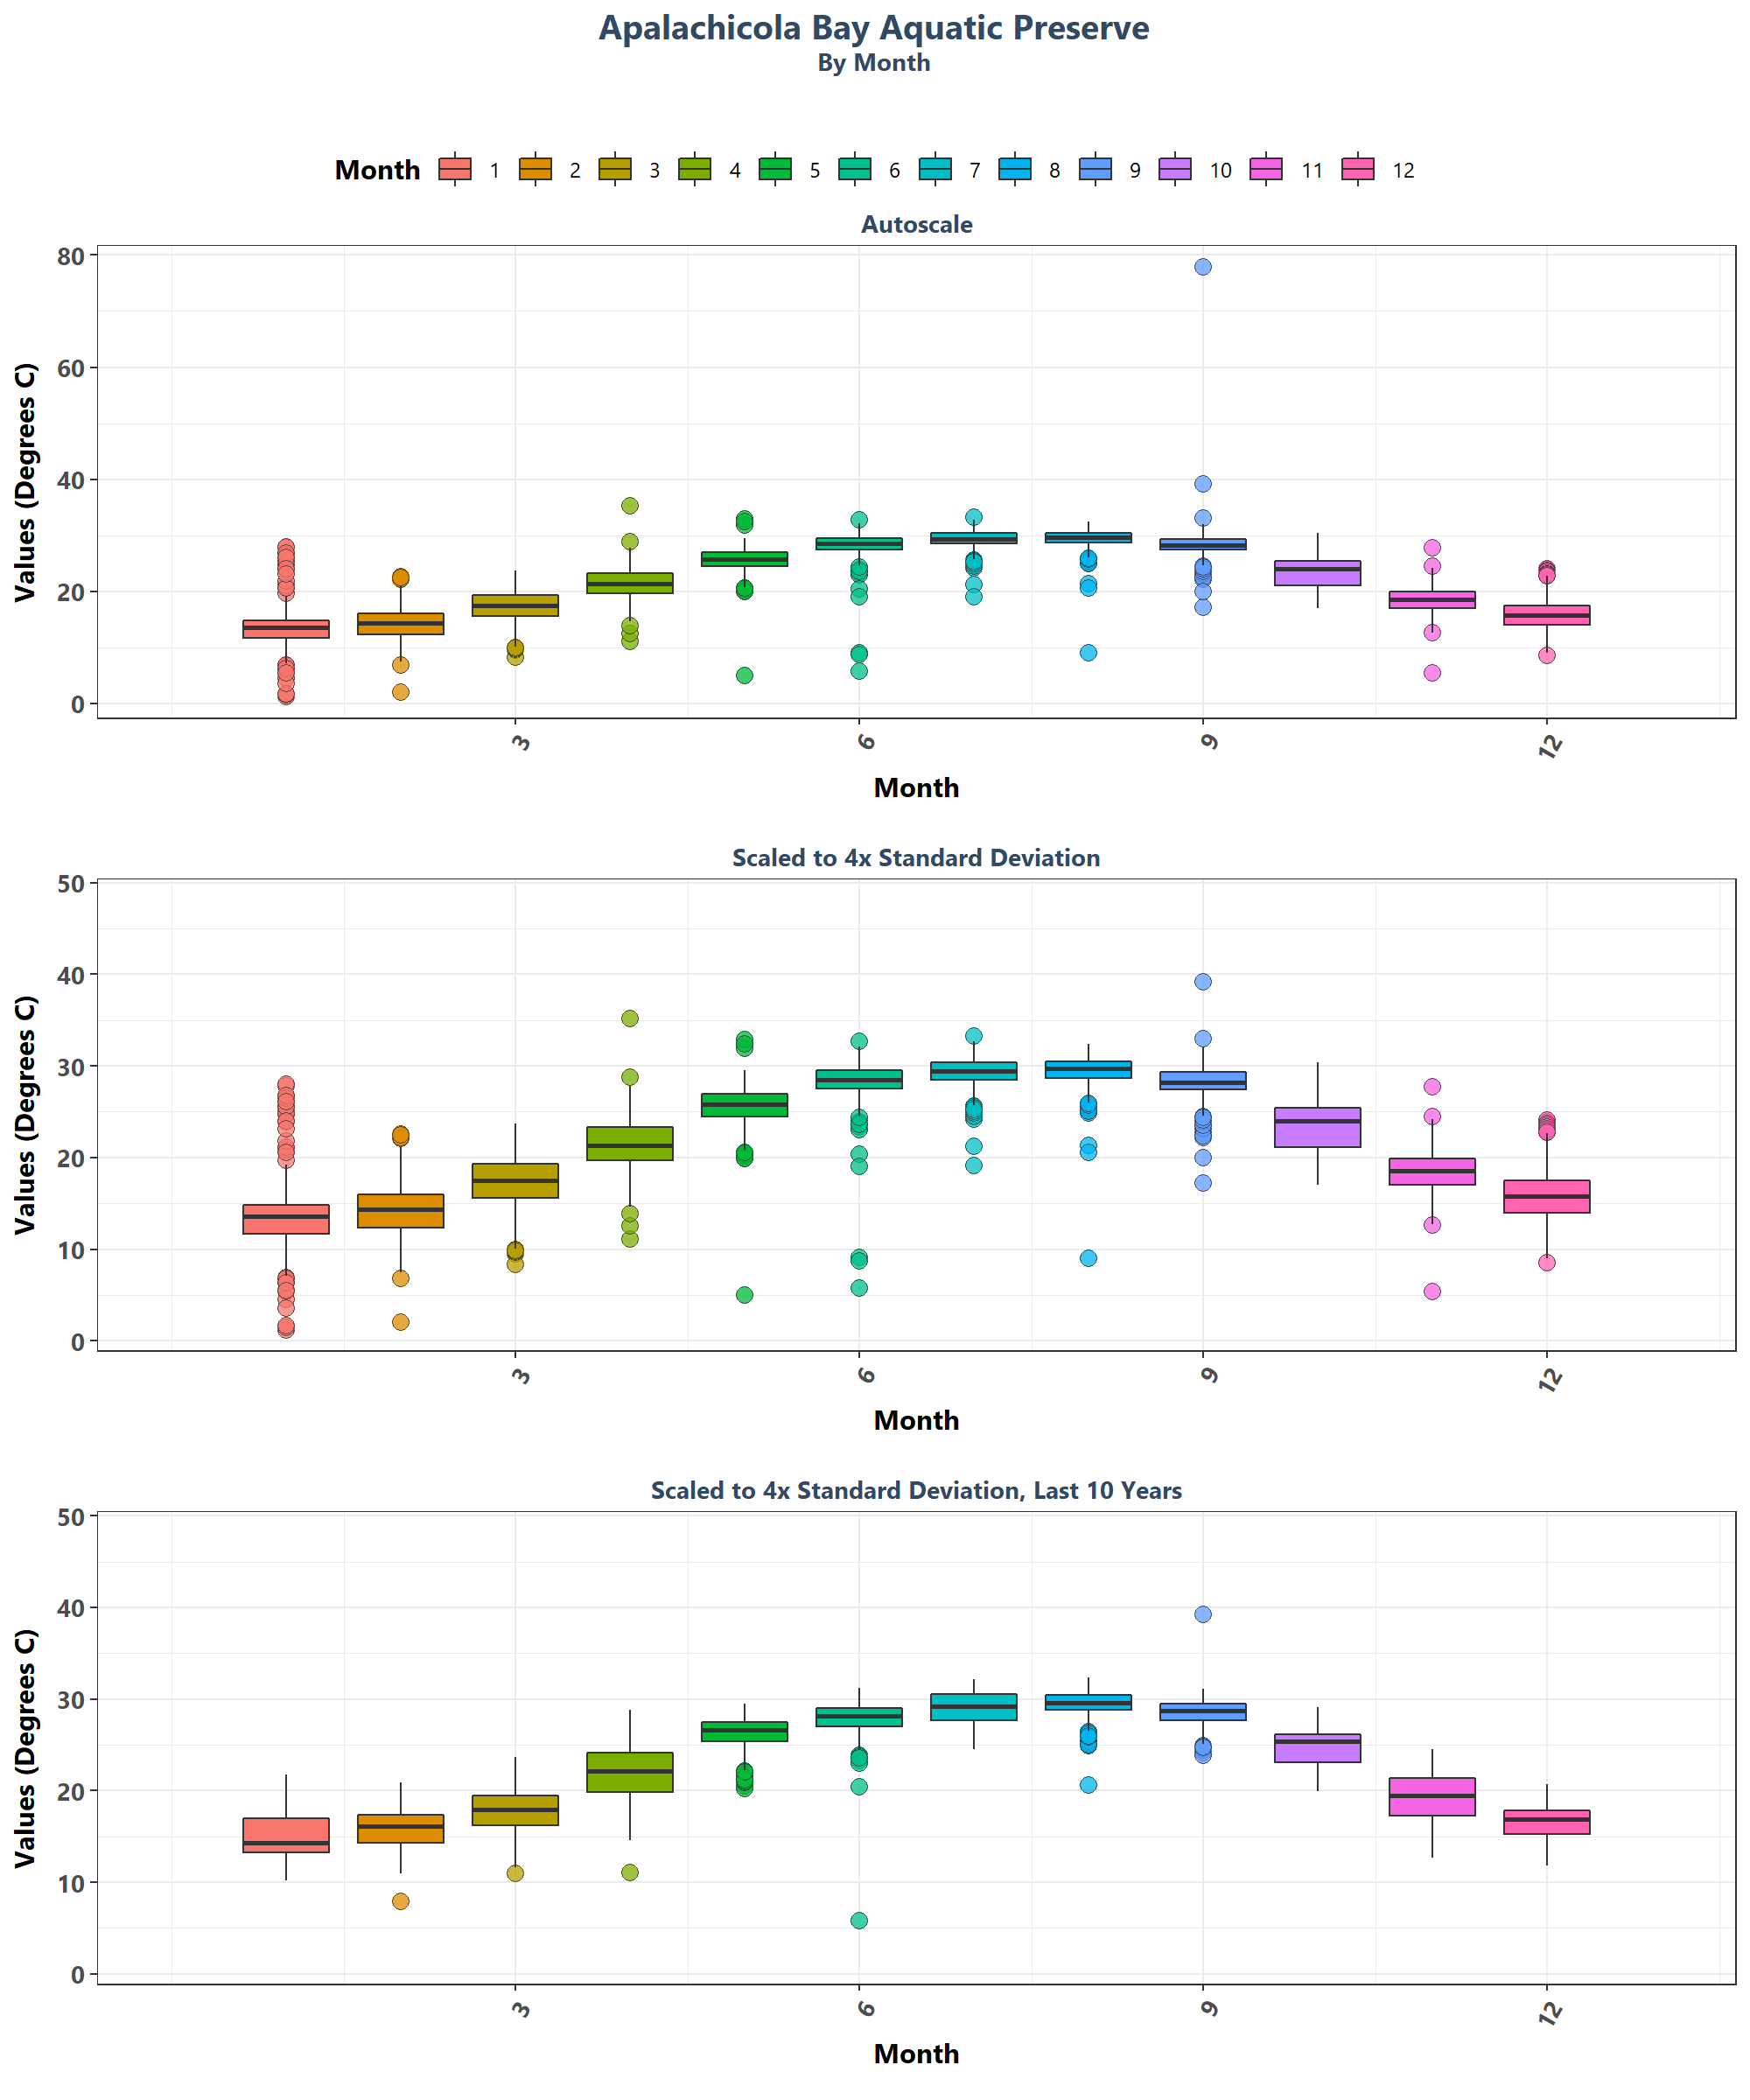 Apalachicola Bay Aquatic Preserve
By Month
Month 1 2 3 4 5 6 7 8 9 10 11 12
Autoscale
Values (Degrees C)
80
60
40
20
0
3 6 9 12
Month
Scaled to 4x Standard Deviation
Values (Degrees C)
50
40
30
20
10
0
3 6 9 12
Month
Scaled to 4x Standard Deviation, Last 10 Years
Values (Degrees C)
50
40
30
20
10
0
3 6 9 12
Month